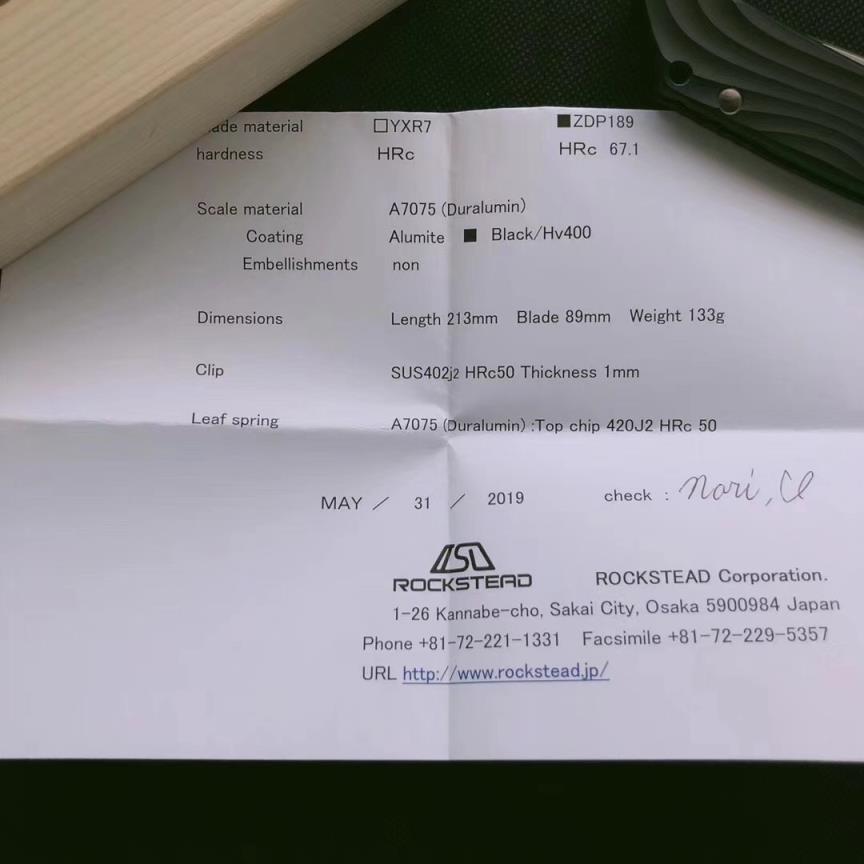 material □YXR7 ■ZDP189
hardness HRc HRc 67.1
Scale material A7075 (Duralumin)
Coating Alumite ■ Black/Hv400
Embellishments non
Dimensions Length 213mm Blade 89mm Weight 133g
Clip SUS402j2 HRc50 Thickness 1mm
Leaf spring A7075 (Duralumin) :Top chip 420J2 HRc 50
MAY / 31 / 2019 check :
ROCKSTEAD ROCKSTEAD Corporation.
1-26 Kannabe-cho, Sakai City, Osaka 5900984 Japan
Phone +81-72-221-1331 Facsimile +81-72-229-5357
URL http://www.rockstead.jp/